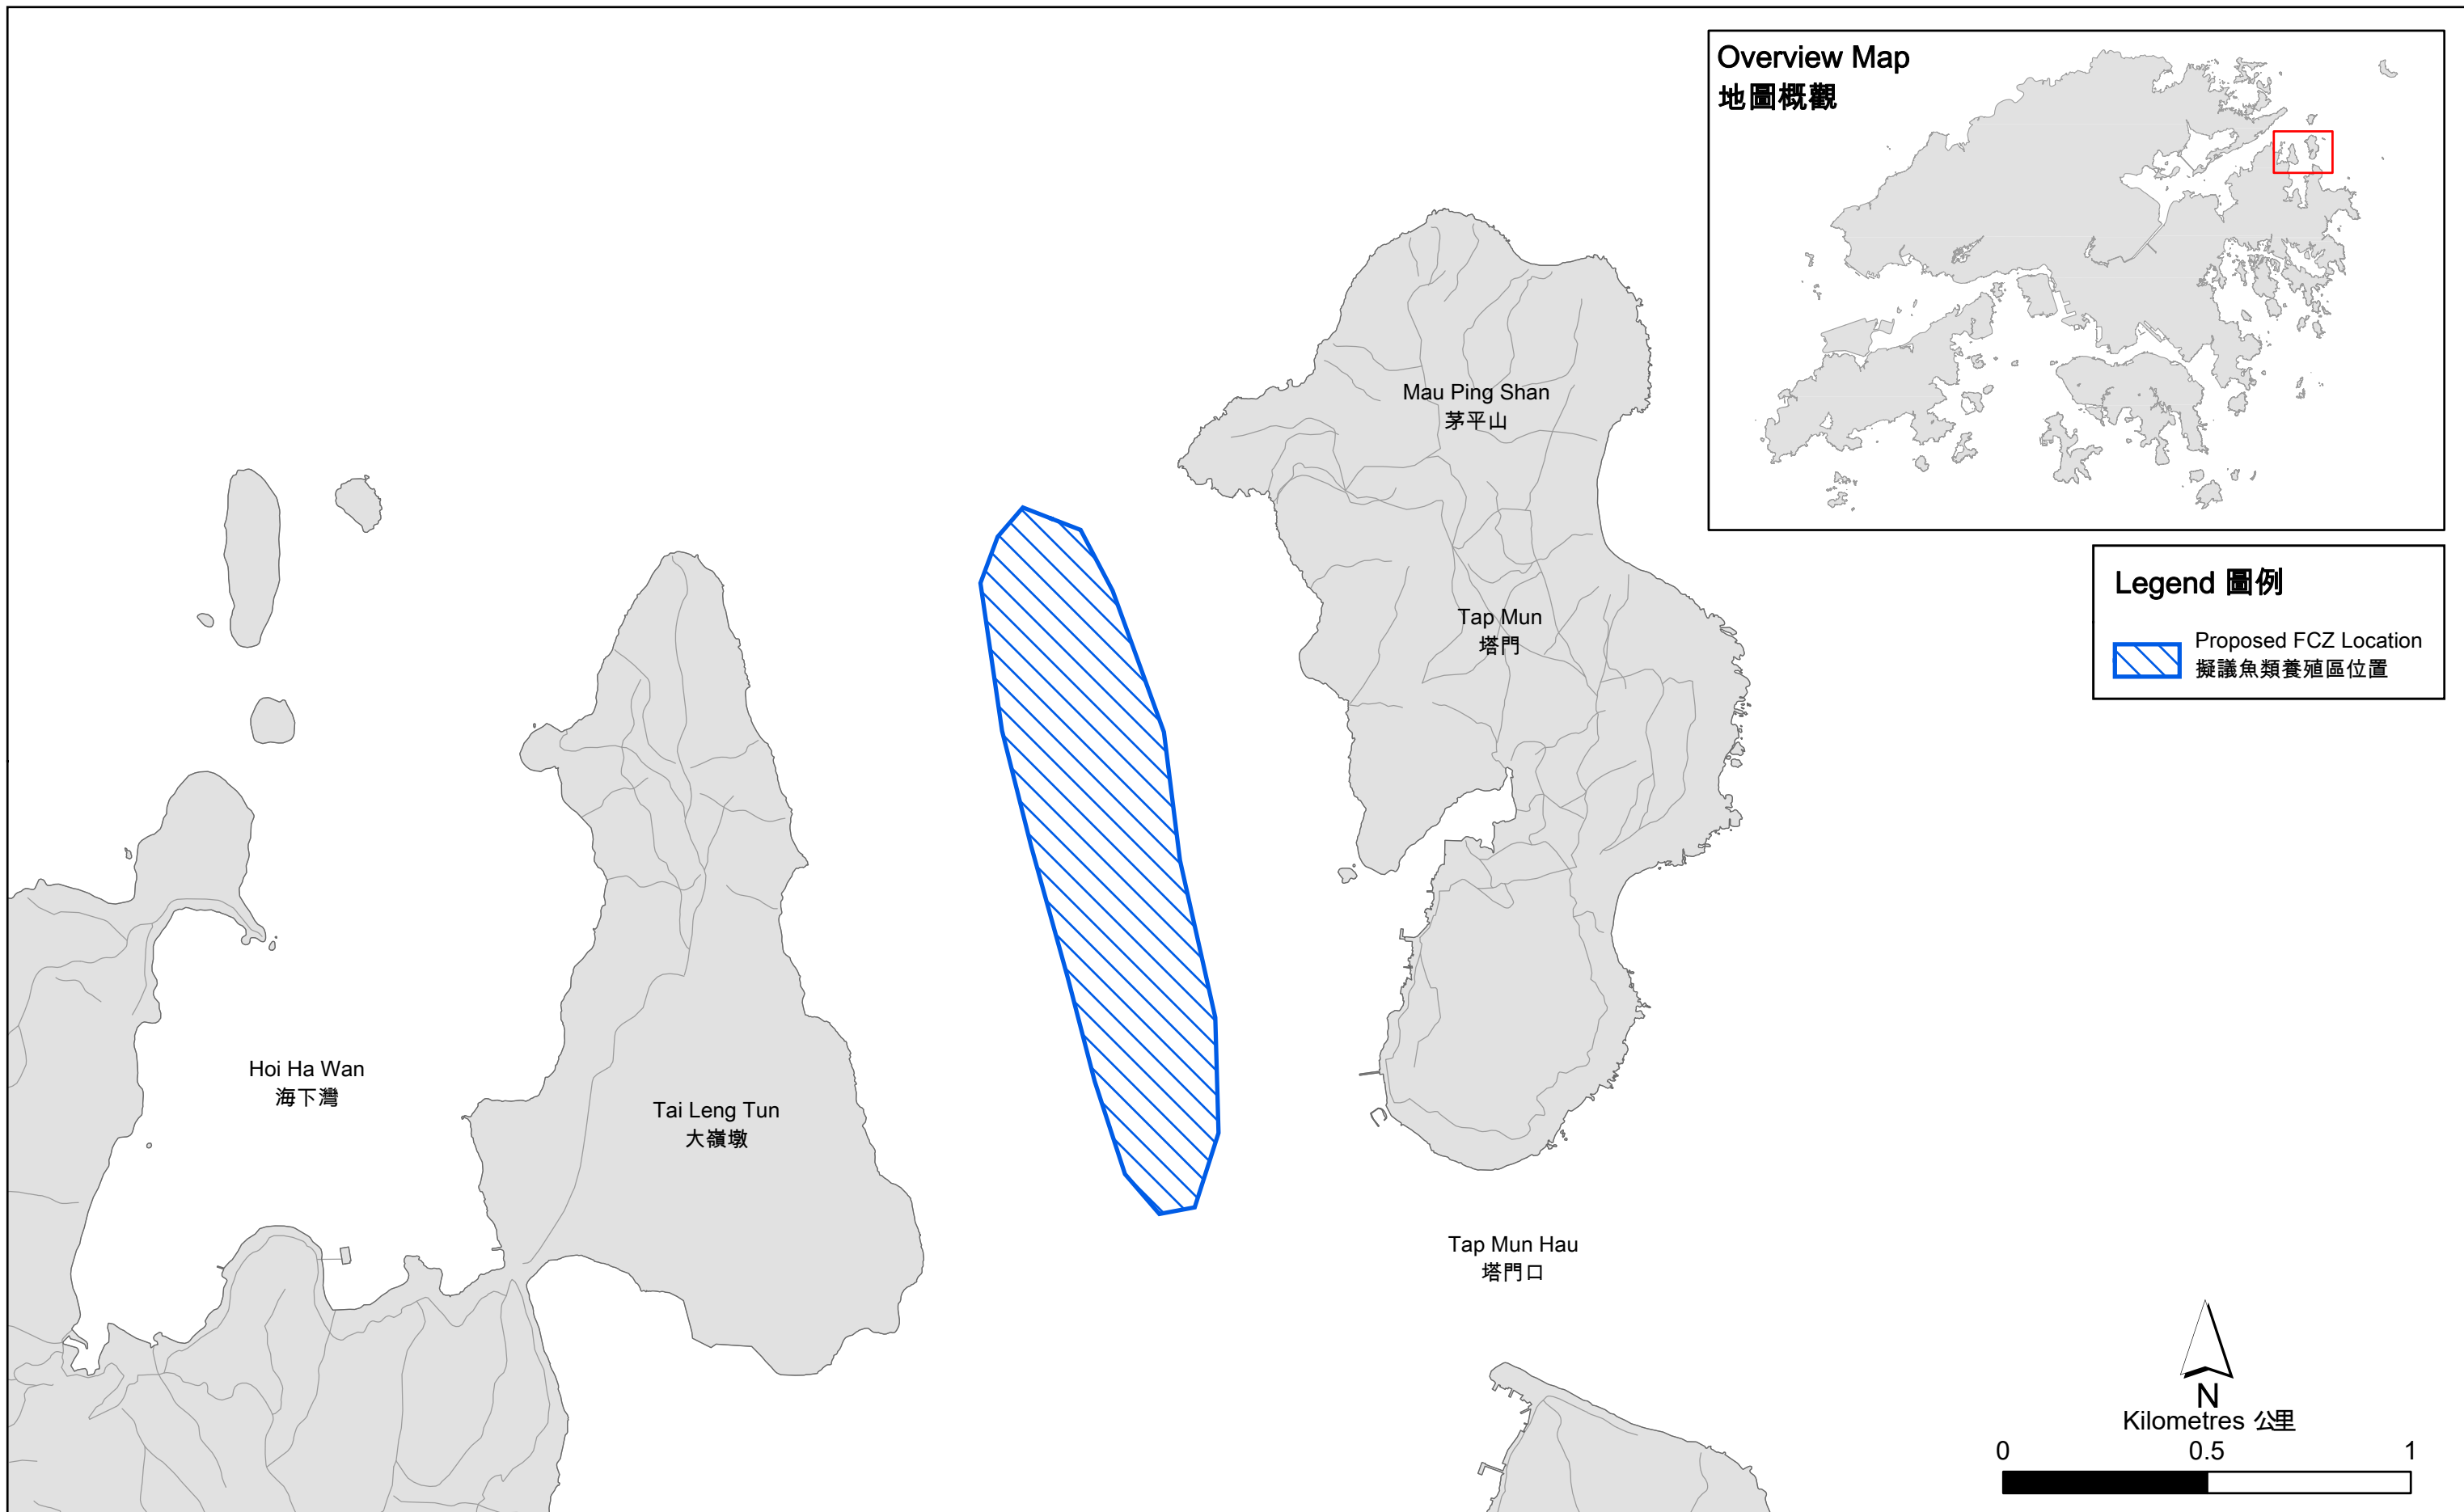 Overview Map
地圖概觀
Mau Ping Shan
茅平山
Legend 圖例
Proposed FCZ Location
擬議魚類養殖區位置
Tap Mun
塔門
Hoi Ha Wan
海下灣
Tai Leng Tun
大嶺墩
Tap Mun Hau
塔門口
N
Kilometres 公里
0 0.5 1